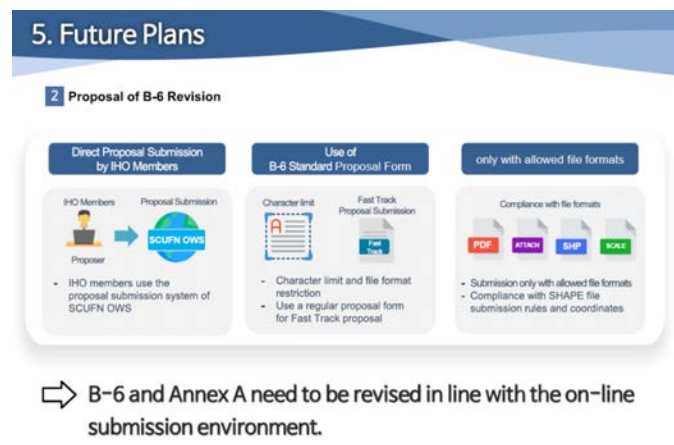 5. Future Plans
2 Proposal of B-6 Revision
Direct Proposal Submission
by IHO Members
IHO Members
Proposal Submission
SCUFN OWS
Proposer
- IHO members use the
proposal submission system of
SCUFN OWS
Use of
B-6 Standard Proposal Form
Character limit
Fast Track
Proposal Submission
A
Fast
Track
- Character limit and file format
restriction
- Use a regular proposal form
for Fast Track proposal
only with allowed file formats
Compliance with file formats
PDF
ATTACH
SHP
SCALE
- Submission only with allowed file formats
- Compliance with SHAPE file
submission rules and coordinates
⇨ B-6 and Annex A need to be revised in line with the on-line
submission environment.